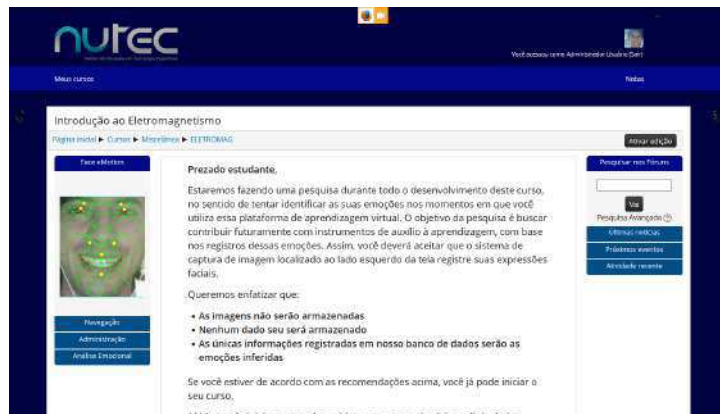 nutec
Você acessou como Administrador Usuário (Sair)
Meus cursos
Notas
Introdução ao Eletromagnetismo
Página inicial ► Cursos ► Miscelânea ► ELETROMAG
Ativar edição
Face eMotion
Prezado estudante,
Estaremos fazendo uma pesquisa durante todo o desenvolvimento deste curso,
no sentido de tentar identificar as suas emoções nos momentos em que você
utiliza essa plataforma de aprendizagem virtual. O objetivo da pesquisa é buscar
contribuir futuramente com instrumentos de auxílio à aprendizagem, com base
nos registros dessas emoções. Assim, você deverá aceitar que o sistema de
captura de imagem localizado ao lado esquerdo da tela registre suas expressões
faciais.
Queremos enfatizar que:
• As imagens não serão armazenadas
• Nenhum dado seu será armazenado
• As únicas informações registradas em nosso banco de dados serão as
emoções inferidas
Se você estiver de acordo com as recomendações acima, você já pode iniciar o
seu curso.
Navegação
Administração
Análise Emocional
Pesquisar nos Fóruns
Vai
Pesquisa Avançada
Últimas notícias
Próximos eventos
Atividade recente